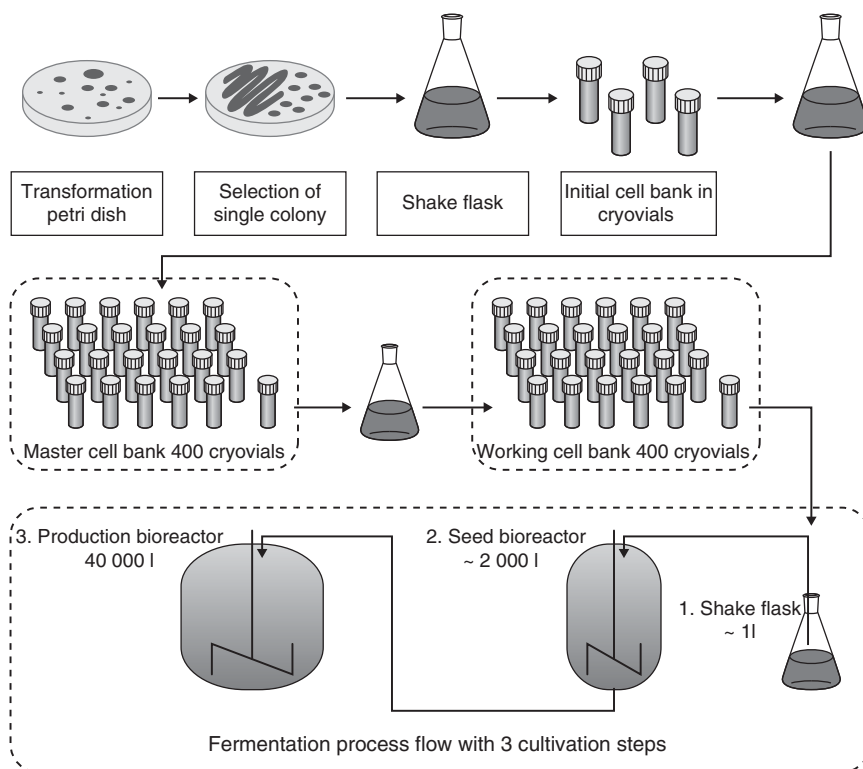 Transformation
petri dish
Selection of
single colony
Shake flask
Initial cell bank in
cryovials
Master cell bank 400 cryovials
Working cell bank 400 cryovials
3. Production bioreactor
40 000 l
2. Seed bioreactor
~ 2 000 l
1. Shake flask
~ 1l
Fermentation process flow with 3 cultivation steps